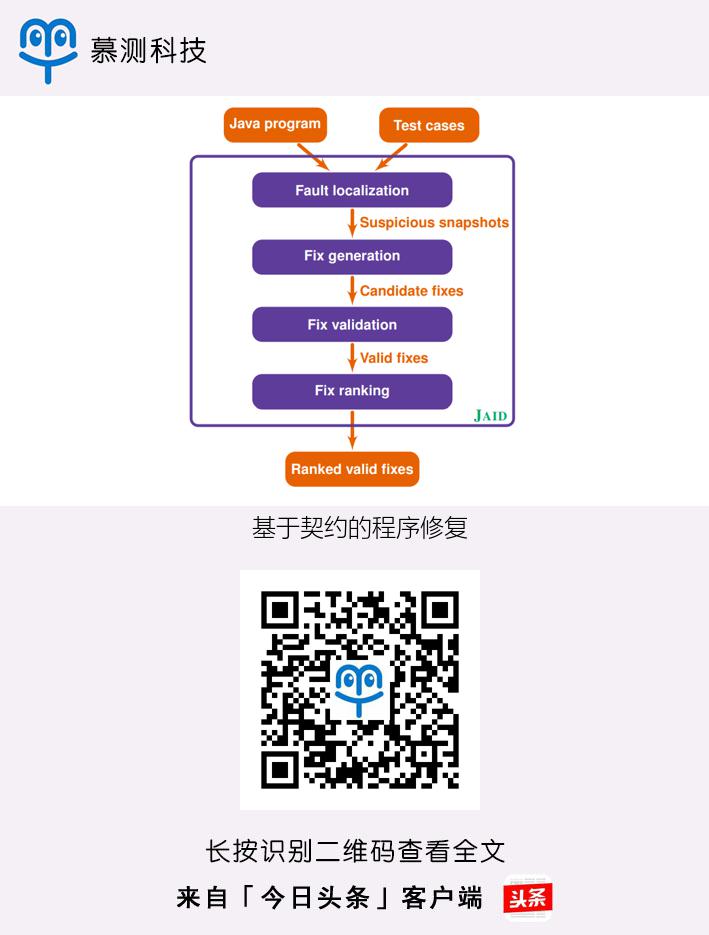 慕测科技
Java program
Test cases
Fault localization
Suspicious snapshots
Fix generation
Candidate fixes
Fix validation
Valid fixes
Fix ranking
JAID
Ranked valid fixes
基于契约的程序修复
长按识别二维码查看全文
来自「今日头条」客户端
头条